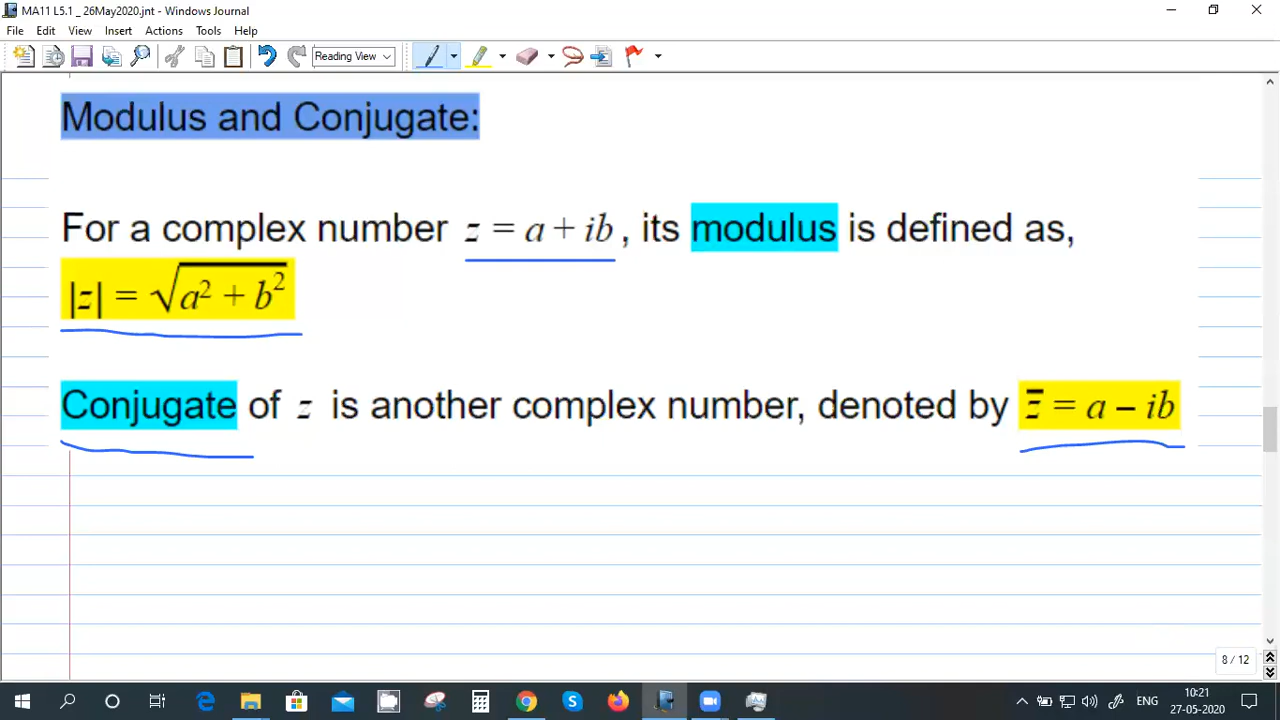 MA11 L5.1 _ 26May2020.jnt - Windows Journal
File Edit View Insert Actions Tools Help
Reading View
Modulus and Conjugate:
For a complex number z = a + ib , its modulus is defined as,
|z| = √(a² + b²)
Conjugate of z is another complex number, denoted by z̄ = a – ib
8 / 12
ENG
10:21
27-05-2020